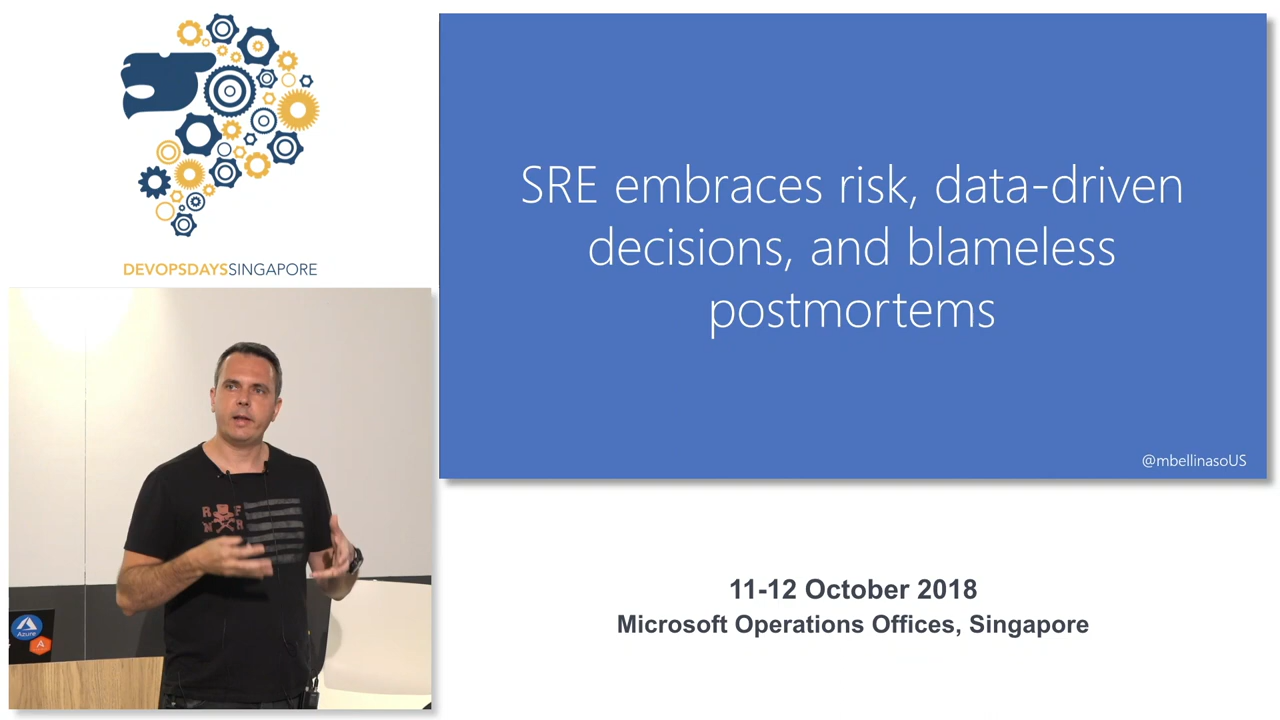 DEVOPSDAYSSINGAPORE
SRE embraces risk, data-driven
decisions, and blameless
postmortems
@mbellinasoUS
R F
N R
Azure
A
11-12 October 2018
Microsoft Operations Offices, Singapore